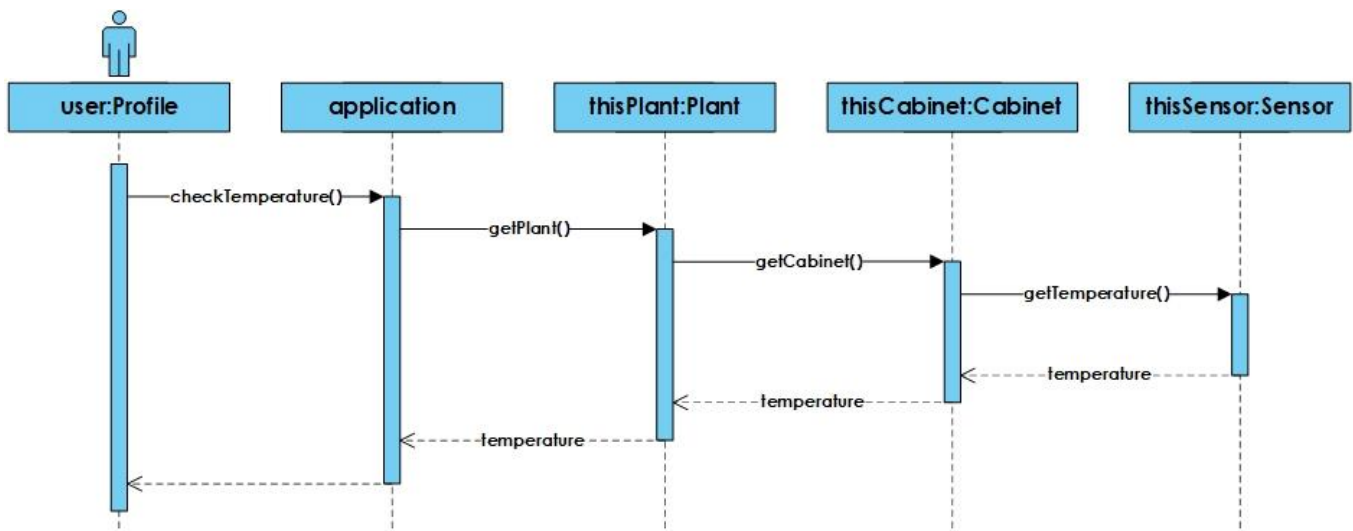 user:Profile
application
thisPlant:Plant
thisCabinet:Cabinet
thisSensor:Sensor
checkTemperature()
getPlant()
getCabinet()
getTemperature()
temperature
temperature
temperature